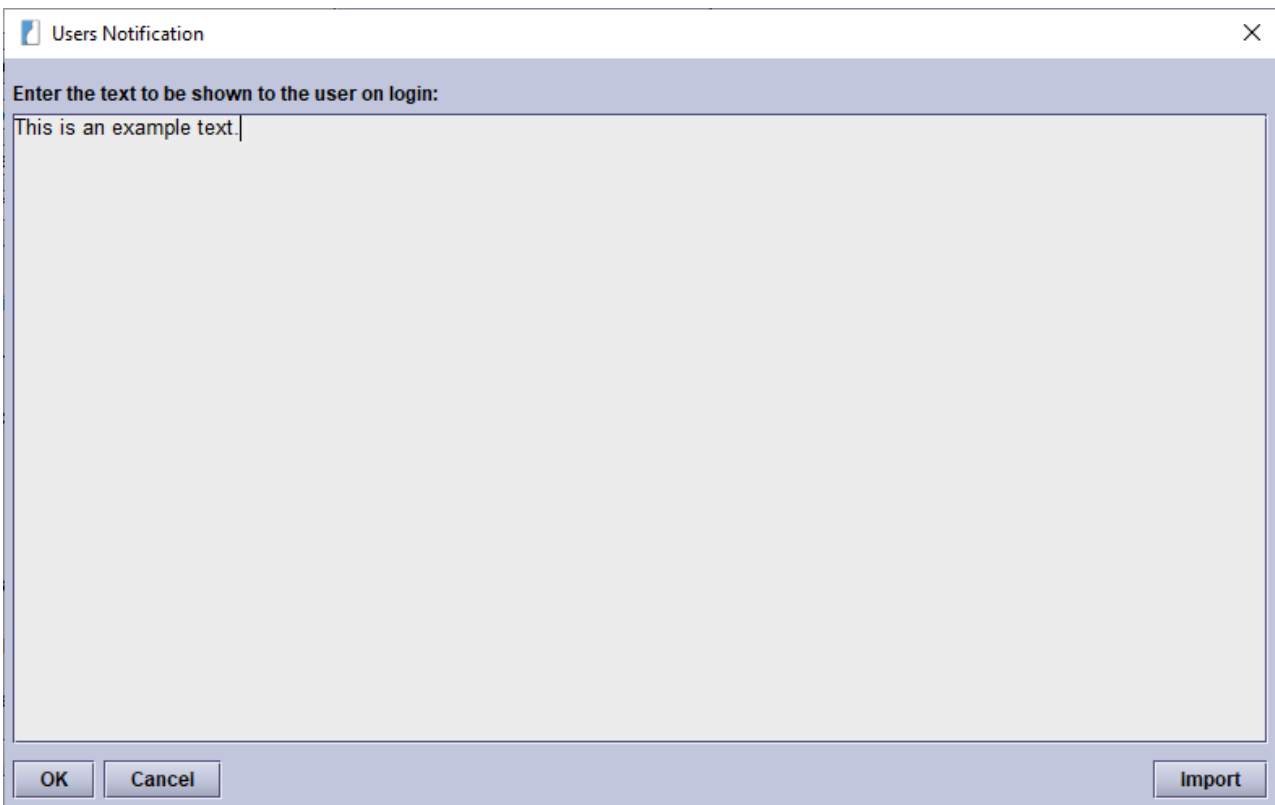 Users Notification
Enter the text to be shown to the user on login:
This is an example text.
OK Cancel Import